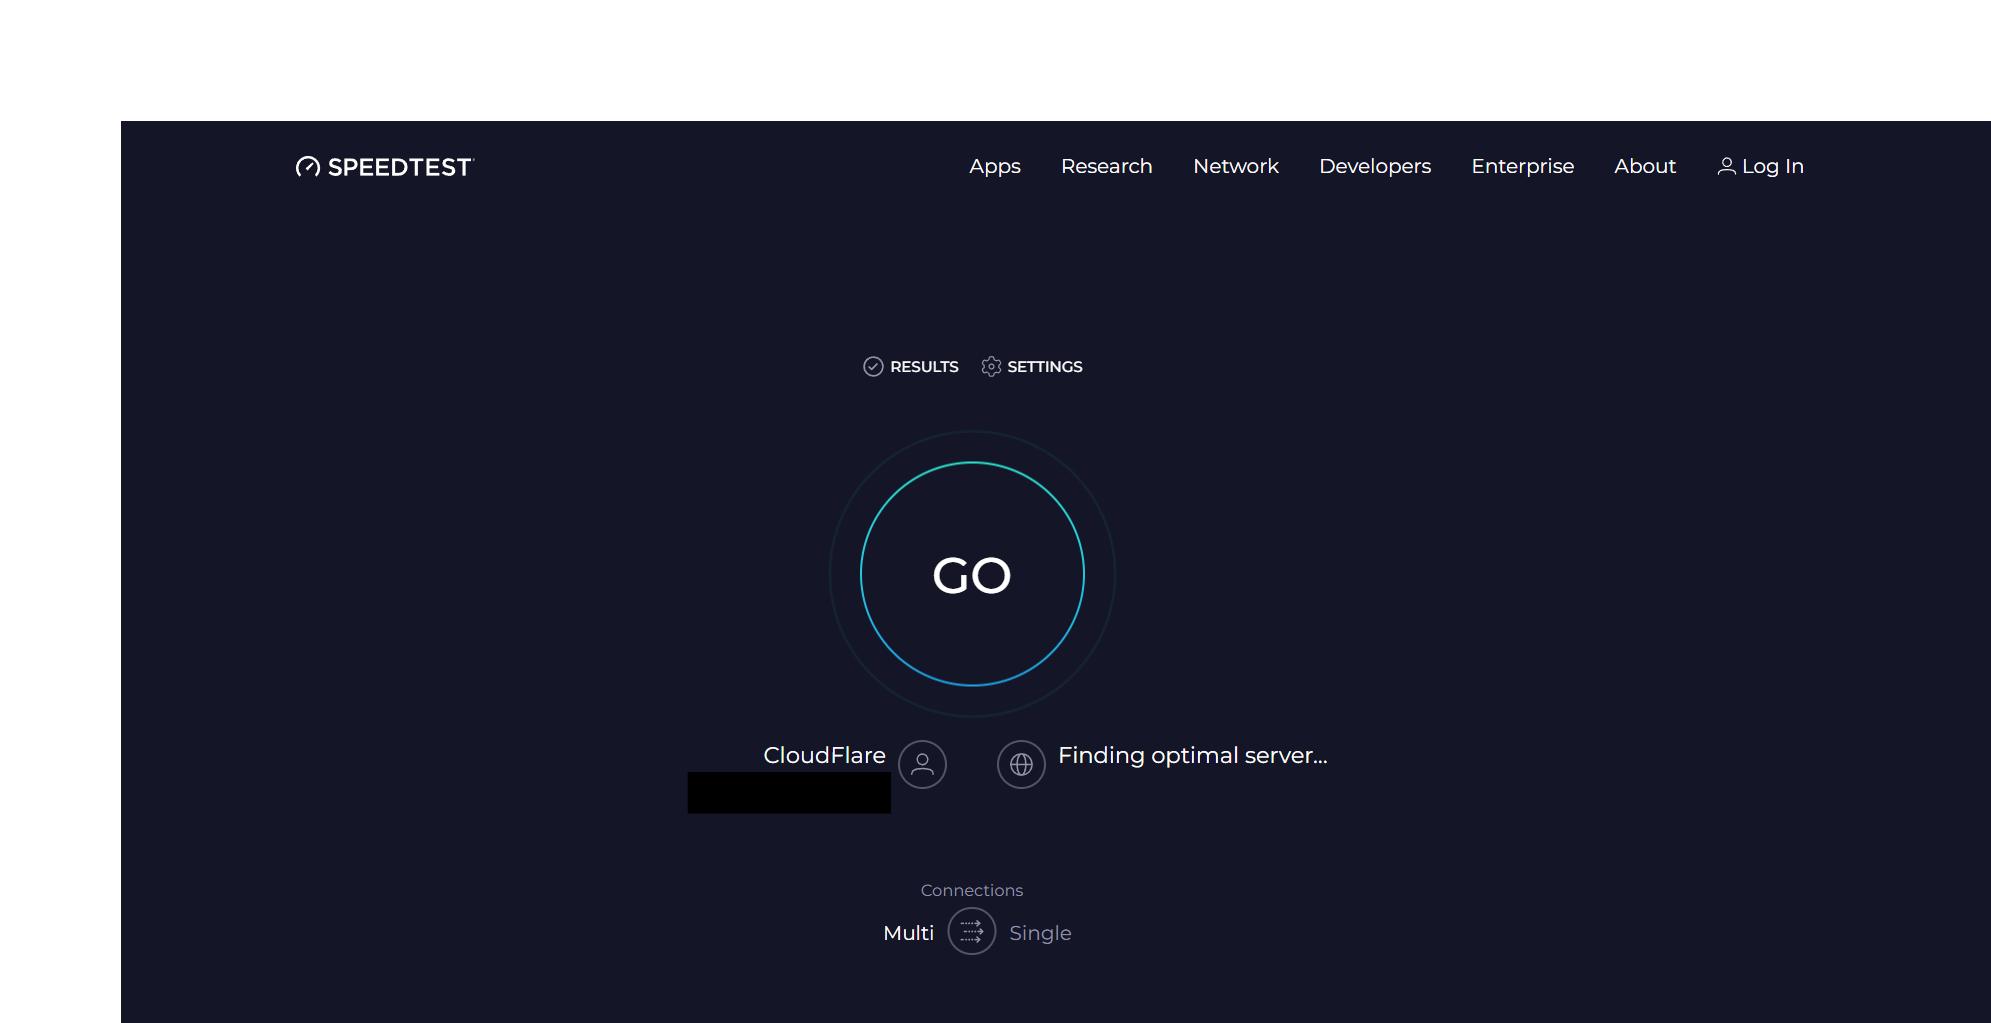 SPEEDTEST
Apps Research Network Developers Enterprise About Log In
RESULTS SETTINGS
GO
CloudFlare Finding optimal server...
Connections
Multi Single